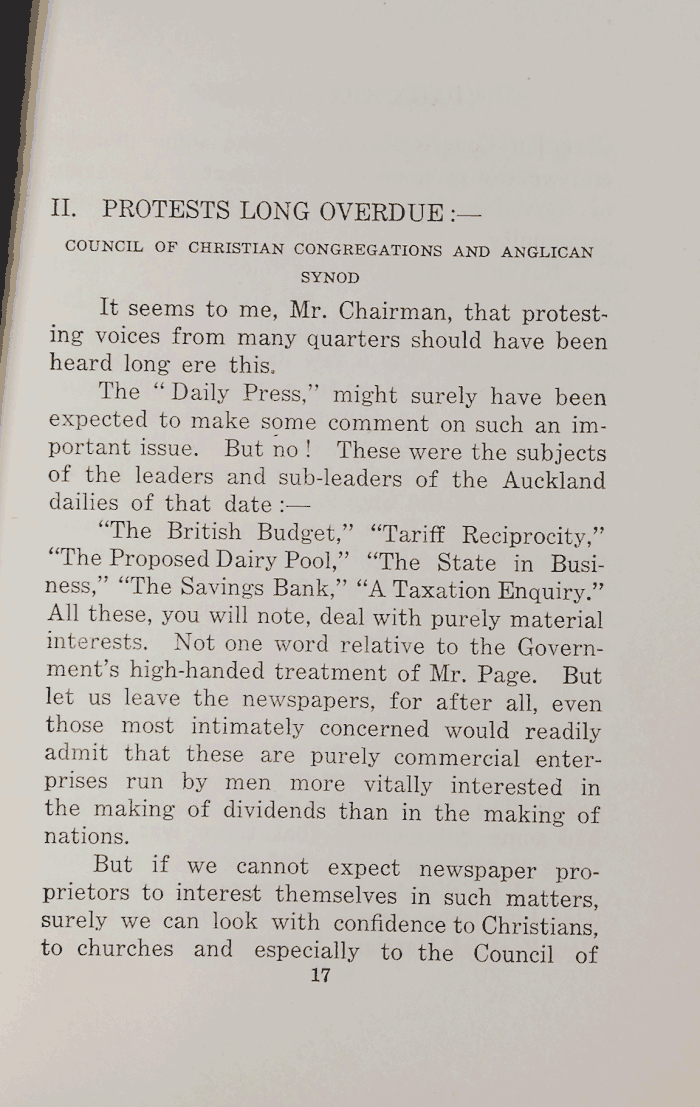 II. PROTESTS LONG OVERDUE :—
COUNCIL OF CHRISTIAN CONGREGATIONS AND ANGLICAN
SYNOD
It seems to me, Mr. Chairman, that protest-
ing voices from many quarters should have been
heard long ere this.
The “ Daily Press,” might surely have been
expected to make some comment on such an im-
portant issue. But no ! These were the subjects
of the leaders and sub-leaders of the Auckland
dailies of that date :—
“The British Budget,” “Tariff Reciprocity,”
“The Proposed Dairy Pool,” “The State in Busi-
ness,” “The Savings Bank,” “A Taxation Enquiry.”
All these, you will note, deal with purely material
interests. Not one word relative to the Govern-
ment’s high-handed treatment of Mr. Page. But
let us leave the newspapers, for after all, even
those most intimately concerned would readily
admit that these are purely commercial enter-
prises run by men more vitally interested in
the making of dividends than in the making of
nations.
But if we cannot expect newspaper pro-
prietors to interest themselves in such matters,
surely we can look with confidence to Christians,
to churches and especially to the Council of
17